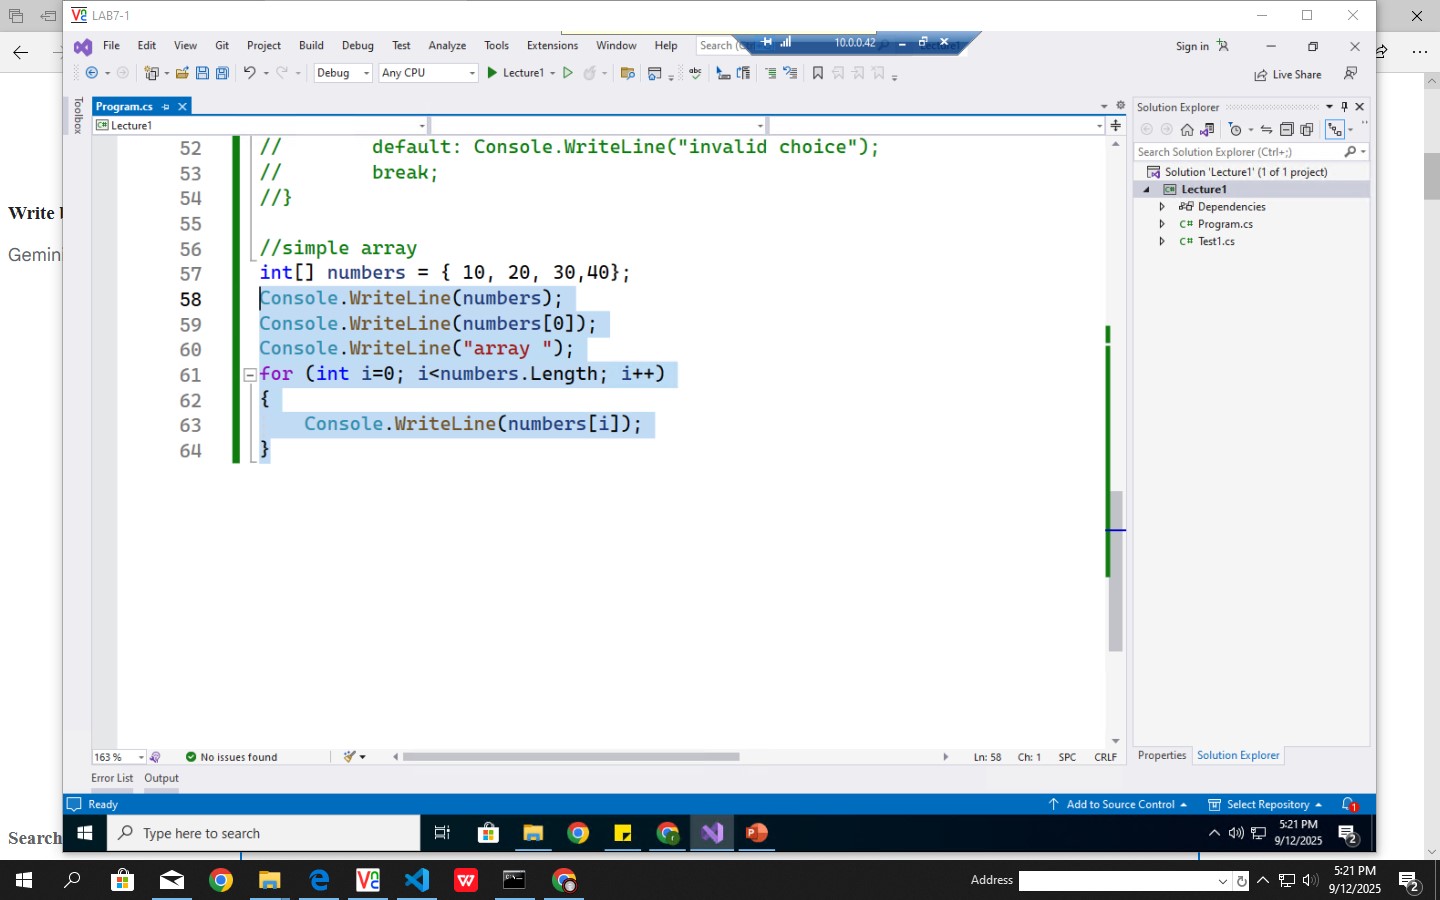 LAB7-1
File Edit View Git Project Build Debug Test Analyze Tools Extensions Window Help
10.0.0.42
Sign in
Debug
Any CPU
Lecture1
Live Share
Toolbox
Program.cs
Lecture1
52 // default: Console.WriteLine("invalid choice");
53 // break;
54 //}
55
56 //simple array
57 int[] numbers = { 10, 20, 30,40};
58 Console.WriteLine(numbers);
59 Console.WriteLine(numbers[0]);
60 Console.WriteLine("array ");
61 for (int i=0; i<numbers.Length; i++)
62 {
63 Console.WriteLine(numbers[i]);
64 }
163 %
No issues found
Ln: 58 Ch: 1 SPC CRLF
Error List Output
Solution Explorer
Search Solution Explorer (Ctrl+;)
Solution 'Lecture1' (1 of 1 project)
Lecture1
Dependencies
C# Program.cs
C# Test1.cs
Properties Solution Explorer
Ready
Add to Source Control
Select Repository
1
Type here to search
5:21 PM
9/12/2025
2
Write
Search
Address
5:21 PM
9/12/2025
2